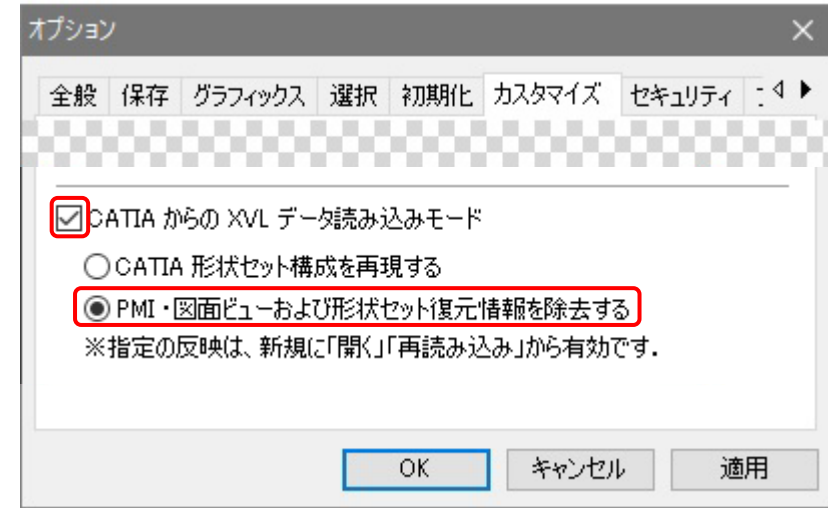 オプション
全般 保存 グラフィックス 選択 初期化 カスタマイズ セキュリティ
CATIA からの XVL データ読み込みモード
CATIA 形状セット構成を再現する
PMI・図面ビューおよび形状セット復元情報を除去する
※指定の反映は、新規に「開く」「再読み込み」から有効です.
OK キャンセル 適用